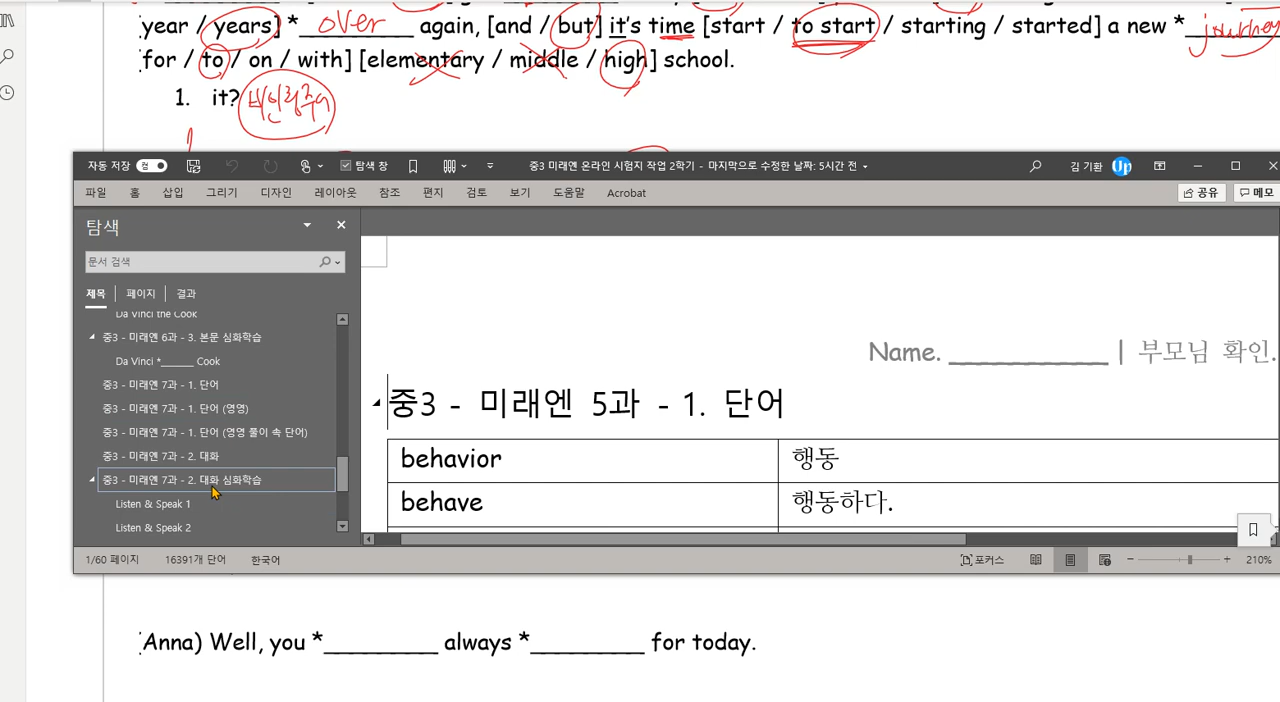 year / years] * over again, [and / but] it's time [start / to start / starting / started] a new * journey
for / to / on / with] [elementary / middle / high] school.
1. it? 비인칭주어
자동 저장 켬 탐색 창 중3 미래엔 온라인 시험지 작업 2학기 - 마지막으로 수정한 날짜: 5시간 전 김 기환 Up
파일 홈 삽입 그리기 디자인 레이아웃 참조 편지 검토 보기 도움말 Acrobat 공유 메모
탐색
문서 검색
제목 페이지 결과
Da Vinci the Cook
중3 - 미래엔 6과 - 3. 본문 심화학습
Da Vinci *______ Cook
중3 - 미래엔 7과 - 1. 단어
중3 - 미래엔 7과 - 1. 단어 (영영)
중3 - 미래엔 7과 - 1. 단어 (영영 풀이 속 단어)
중3 - 미래엔 7과 - 2. 대화
중3 - 미래엔 7과 - 2. 대화 심화학습
Listen & Speak 1
Listen & Speak 2
Name. ____________ | 부모님 확인.
중3 - 미래엔 5과 - 1. 단어
behavior 행동
behave 행동하다.
1/60 페이지 16391개 단어 한국어 포커스 210%
Anna) Well, you *_________ always *_________ for today.